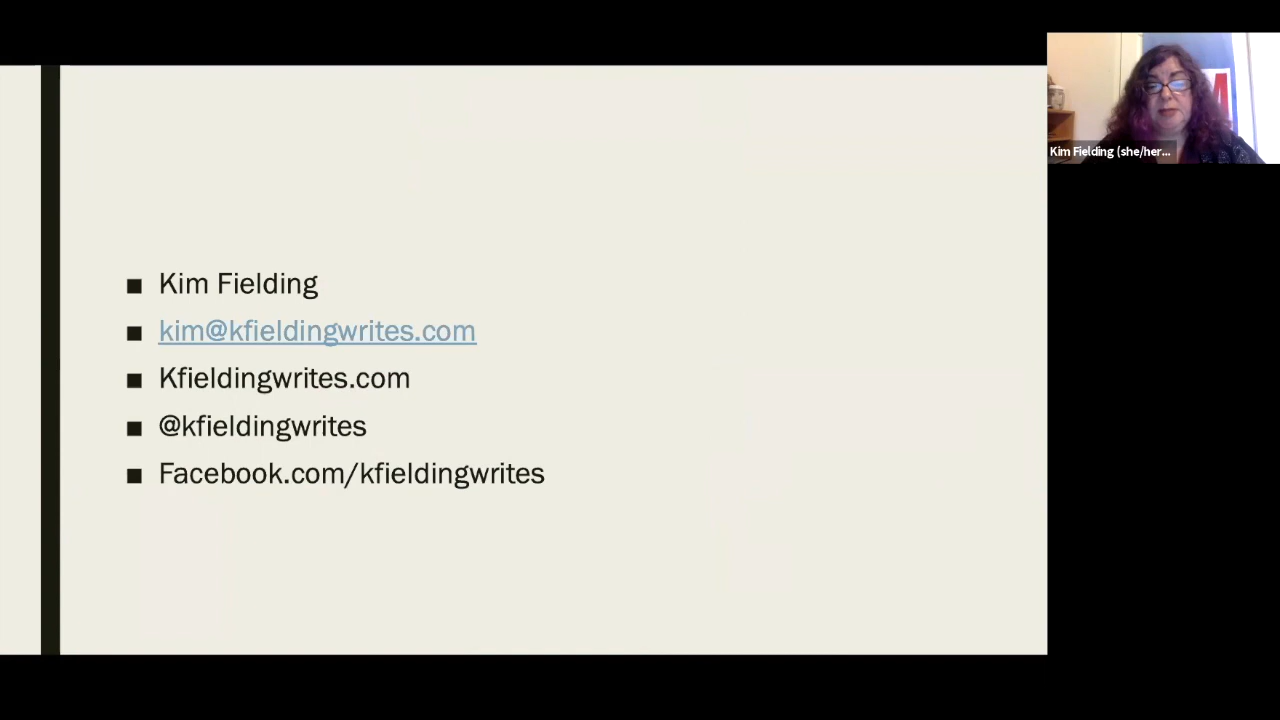 Kim Fielding
kim@kfieldingwrites.com
Kfieldingwrites.com
@kfieldingwrites
Facebook.com/kfieldingwrites
Kim Fielding (she/her...